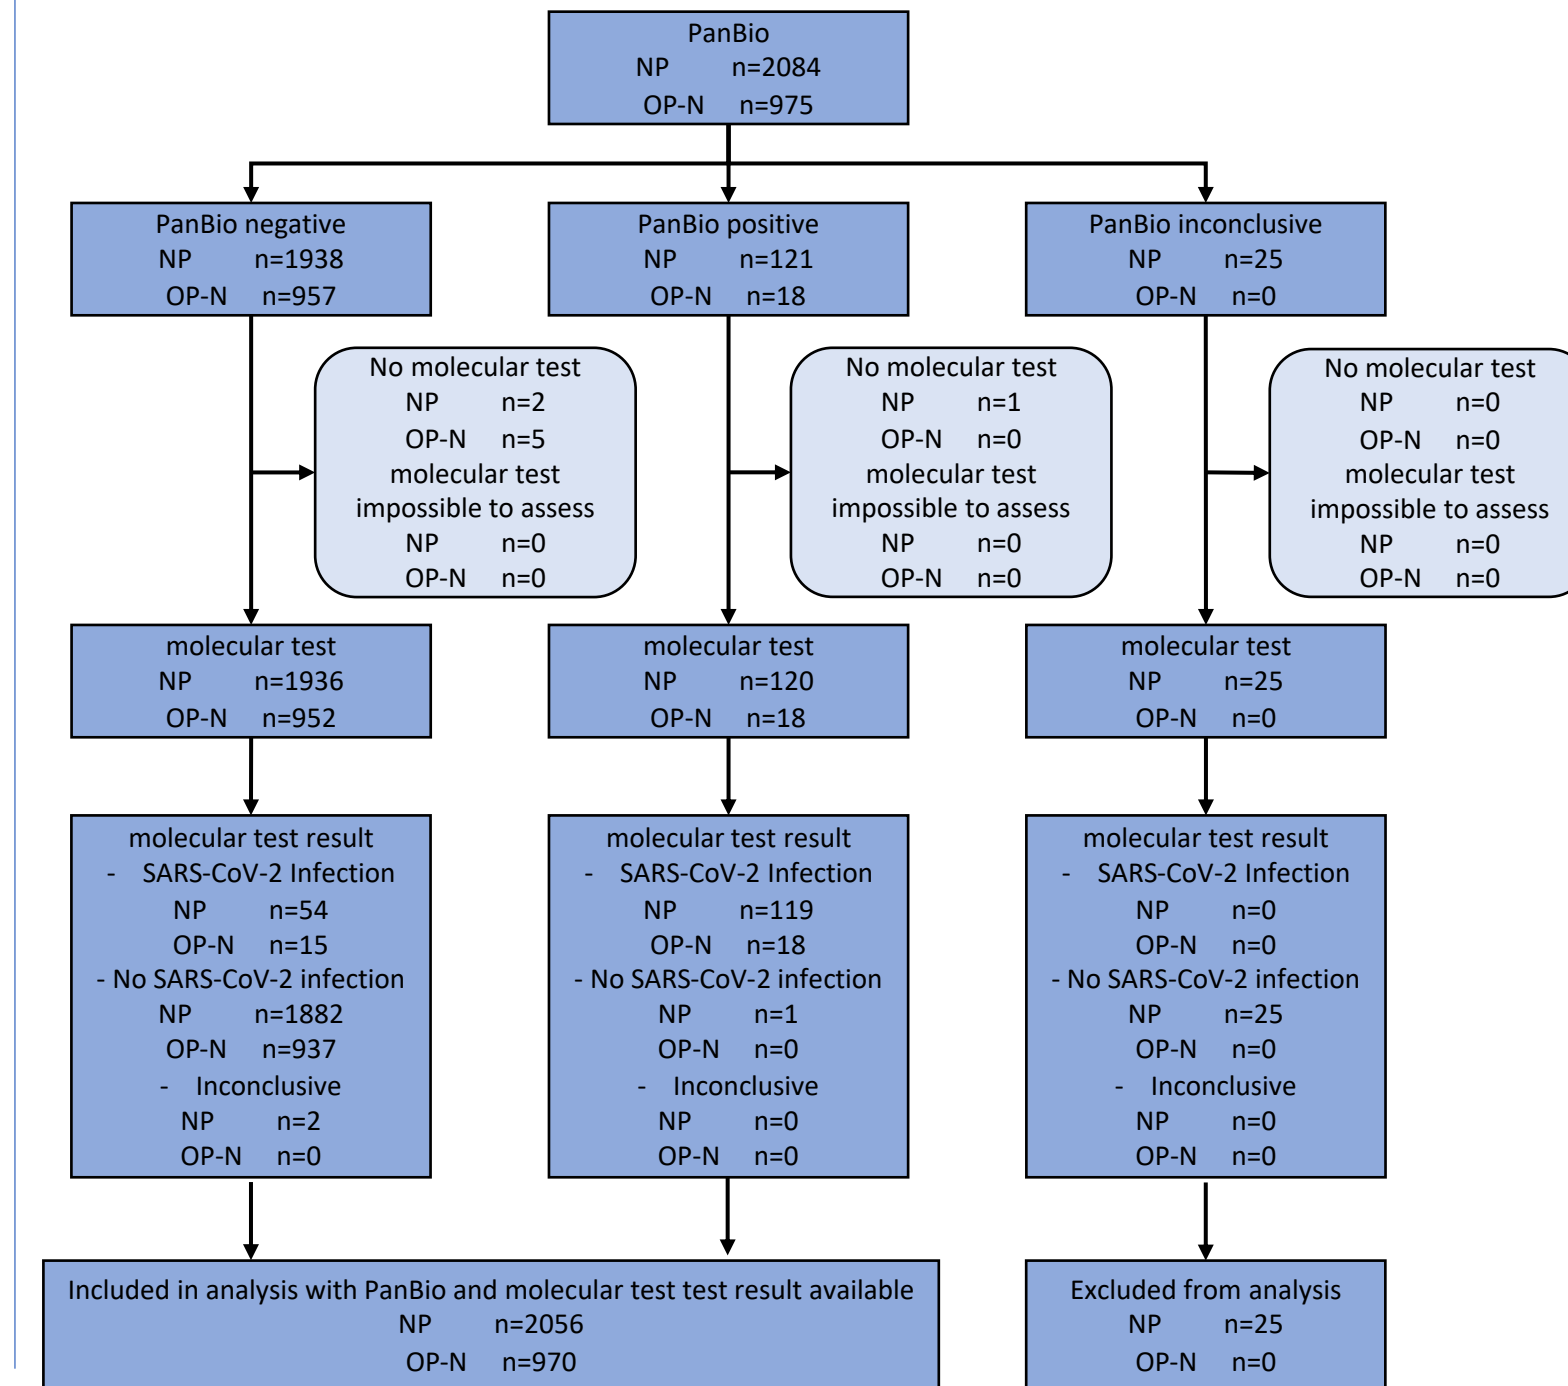 PanBio
NP n=2084
OP-N n=975
PanBio negative
NP n=1938
OP-N n=957
PanBio positive
NP n=121
OP-N n=18
PanBio inconclusive
NP n=25
OP-N n=0
No molecular test
NP n=2
OP-N n=5
molecular test
impossible to assess
NP n=0
OP-N n=0
No molecular test
NP n=1
OP-N n=0
molecular test
impossible to assess
NP n=0
OP-N n=0
No molecular test
NP n=0
OP-N n=0
molecular test
impossible to assess
NP n=0
OP-N n=0
molecular test
NP n=1936
OP-N n=952
molecular test
NP n=120
OP-N n=18
molecular test
NP n=25
OP-N n=0
molecular test result
- SARS-CoV-2 Infection
NP n=54
OP-N n=15
- No SARS-CoV-2 infection
NP n=1882
OP-N n=937
- Inconclusive
NP n=2
OP-N n=0
molecular test result
- SARS-CoV-2 Infection
NP n=119
OP-N n=18
- No SARS-CoV-2 infection
NP n=1
OP-N n=0
- Inconclusive
NP n=0
OP-N n=0
molecular test result
- SARS-CoV-2 Infection
NP n=0
OP-N n=0
- No SARS-CoV-2 infection
NP n=25
OP-N n=0
- Inconclusive
NP n=0
OP-N n=0
Included in analysis with PanBio and molecular test test result available
NP n=2056
OP-N n=970
Excluded from analysis
NP n=25
OP-N n=0